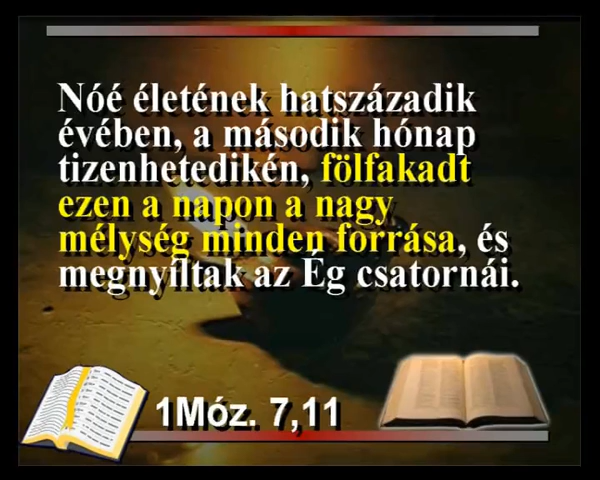 Nóé életének hatszázadik
évében, a második hónap
tizenhetedikén, fölfakadt
ezen a napon a nagy
mélység minden forrása, és
megnyíltak az Ég csatornái.
1Móz. 7,11